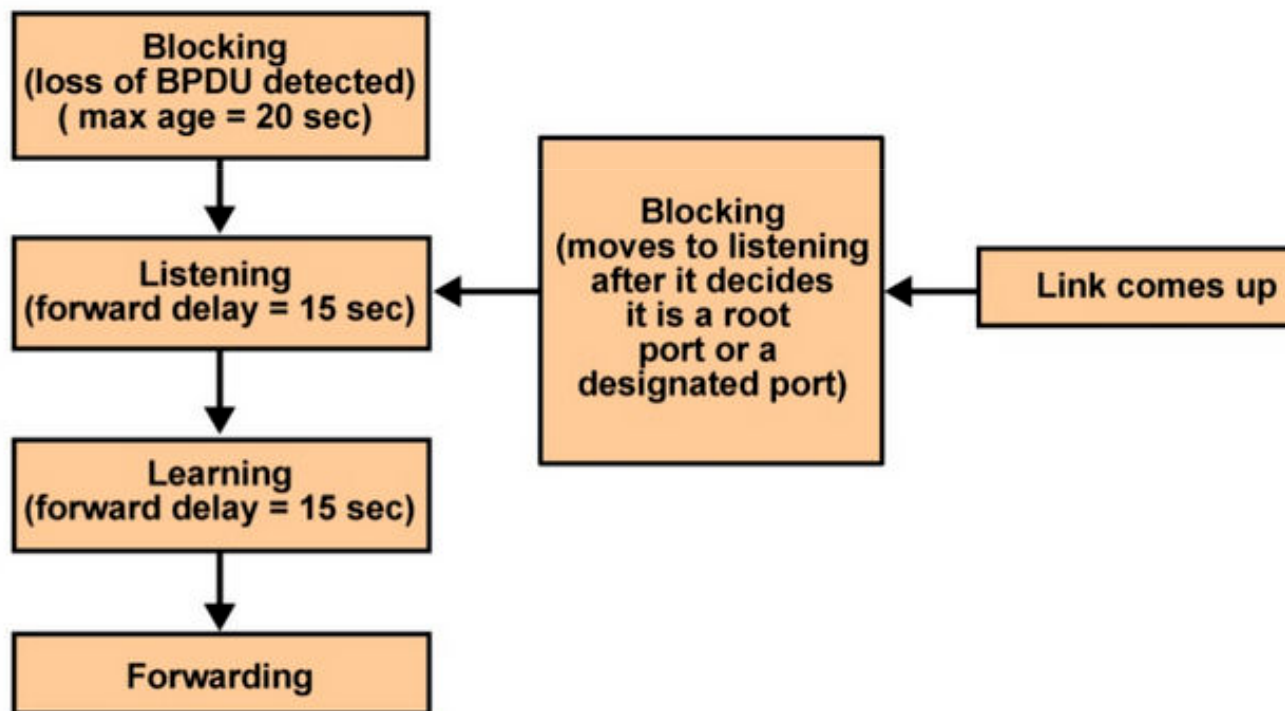 Blocking
(loss of BPDU detected)
( max age = 20 sec)
Listening
(forward delay = 15 sec)
Learning
(forward delay = 15 sec)
Forwarding
Blocking
(moves to listening
after it decides
it is a root
port or a
designated port)
Link comes up